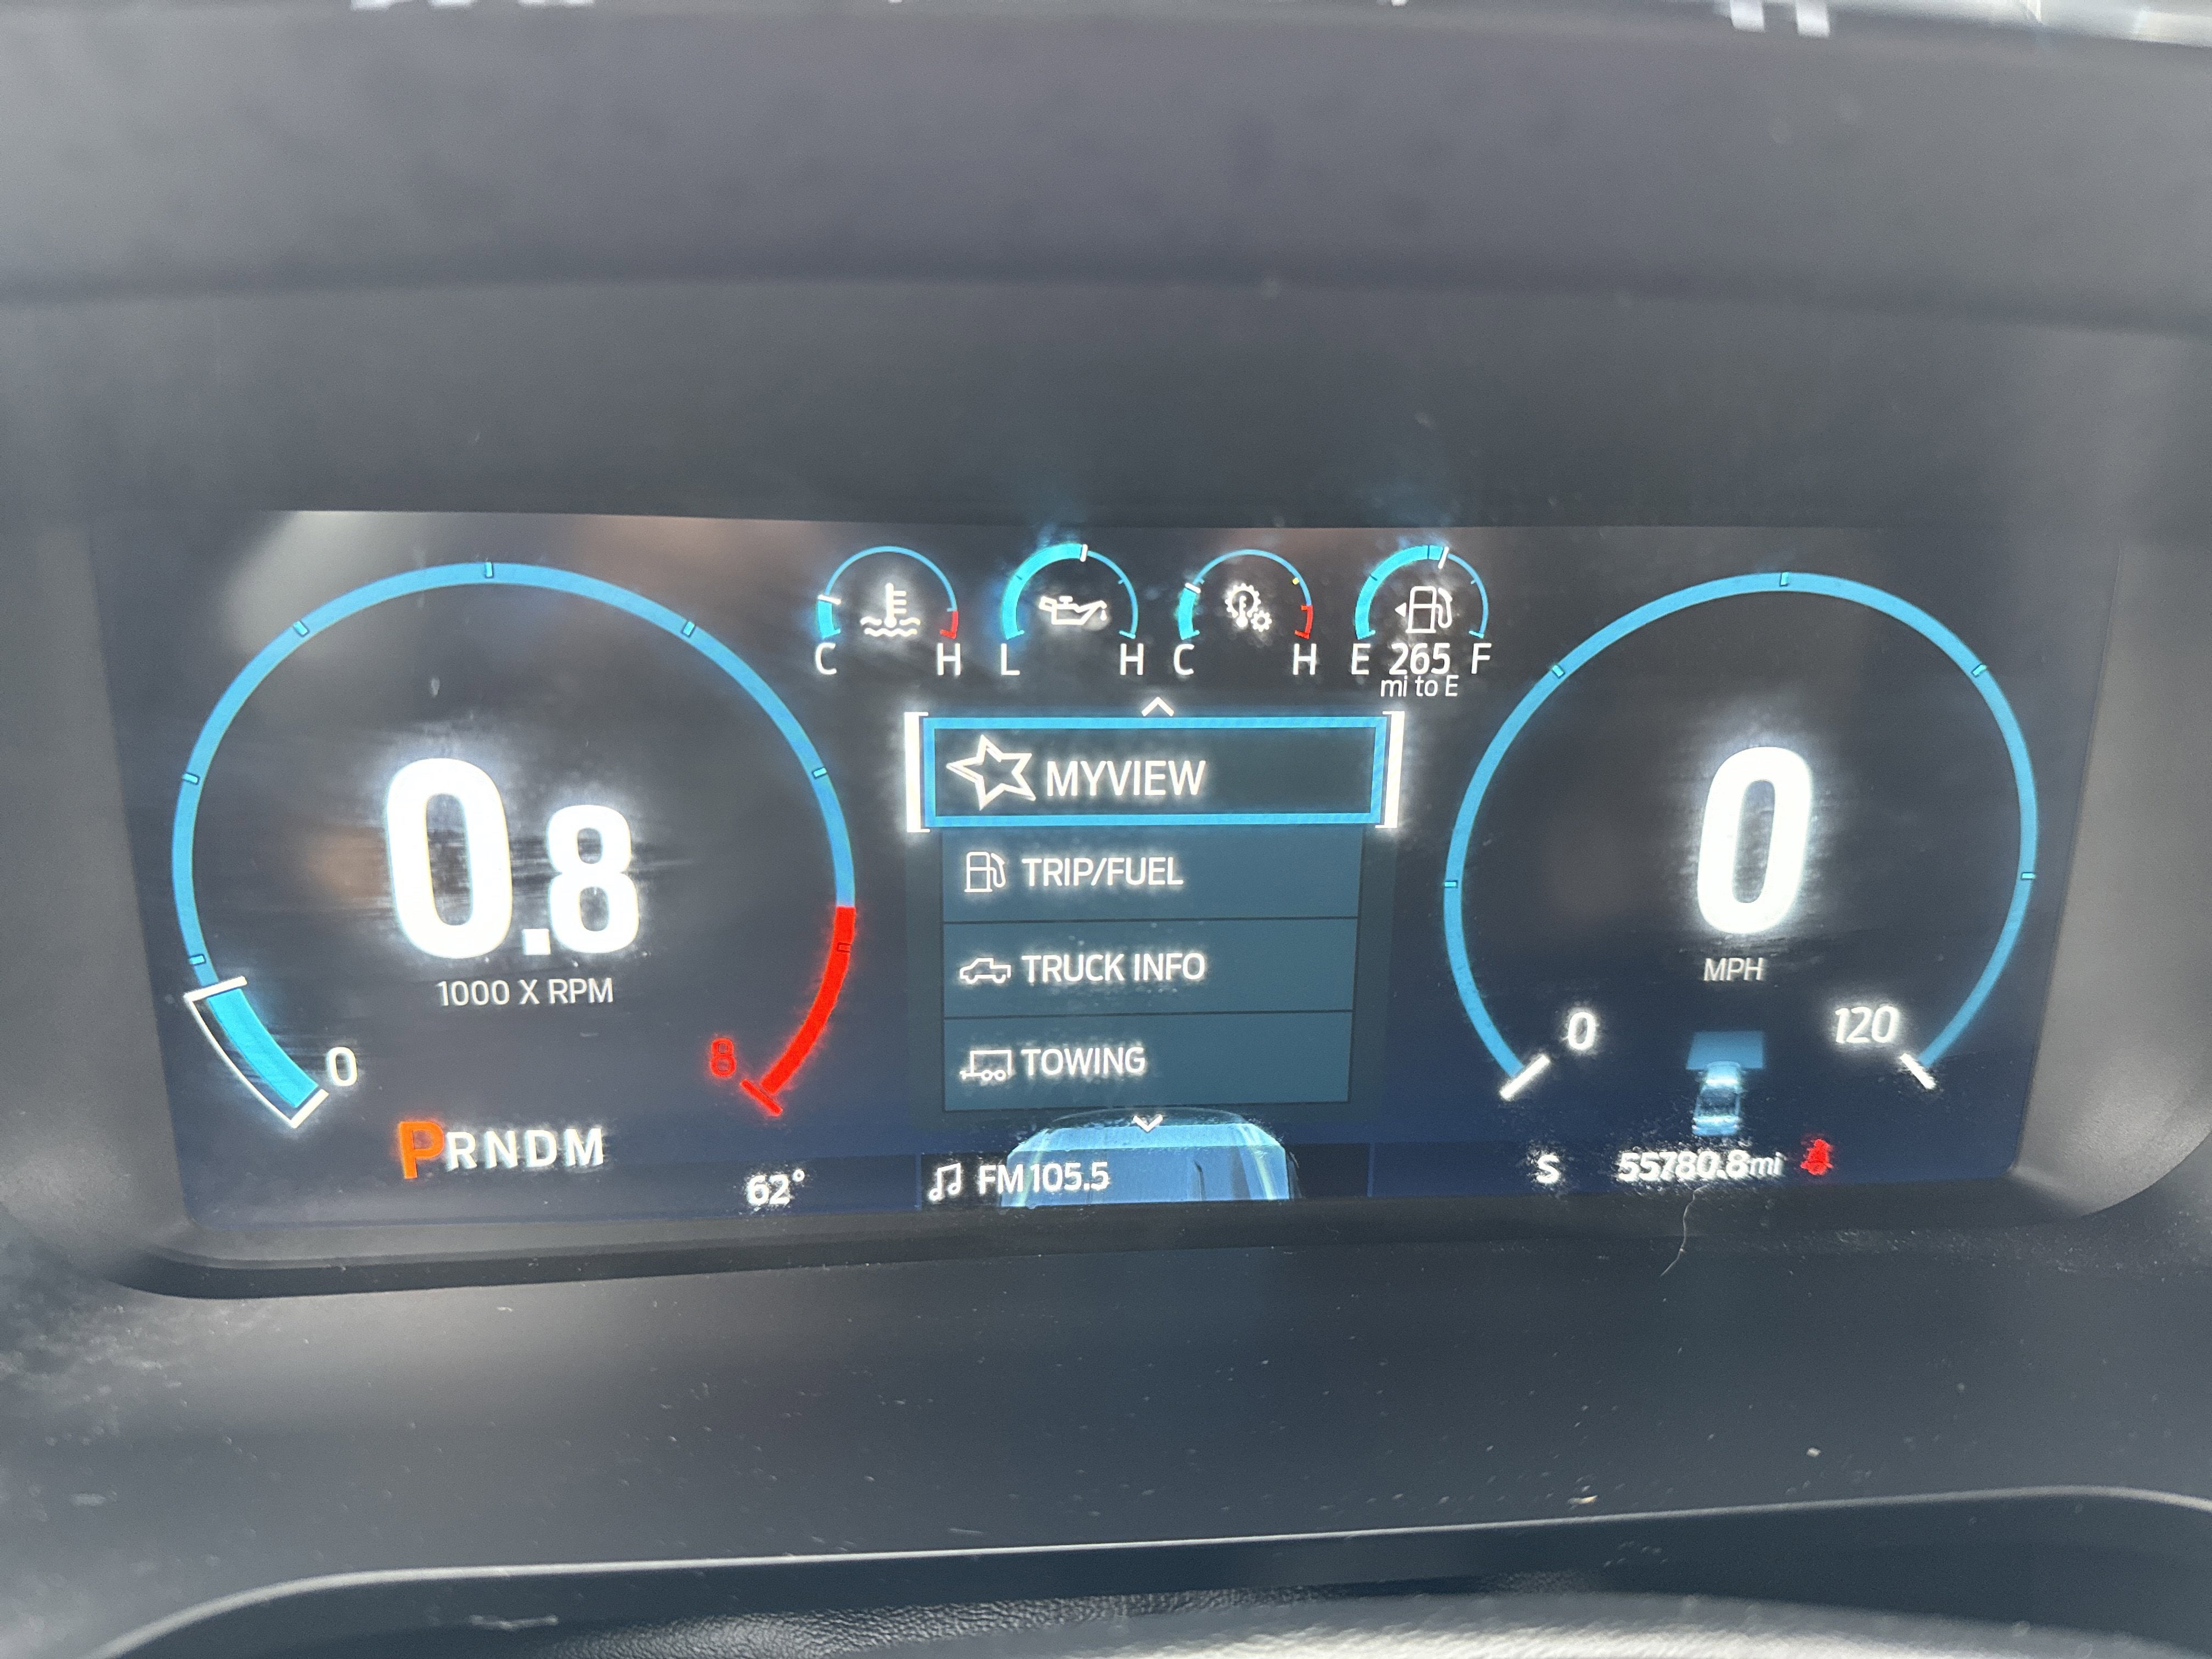 C H L H C H E 265 F
mi to E
MYVIEW
TRIP/FUEL
TRUCK INFO
TOWING
0.8
1000 X RPM
0
8
PRNDM
62°
FM 105.5
0
MPH
0
120
S
55780.8mi